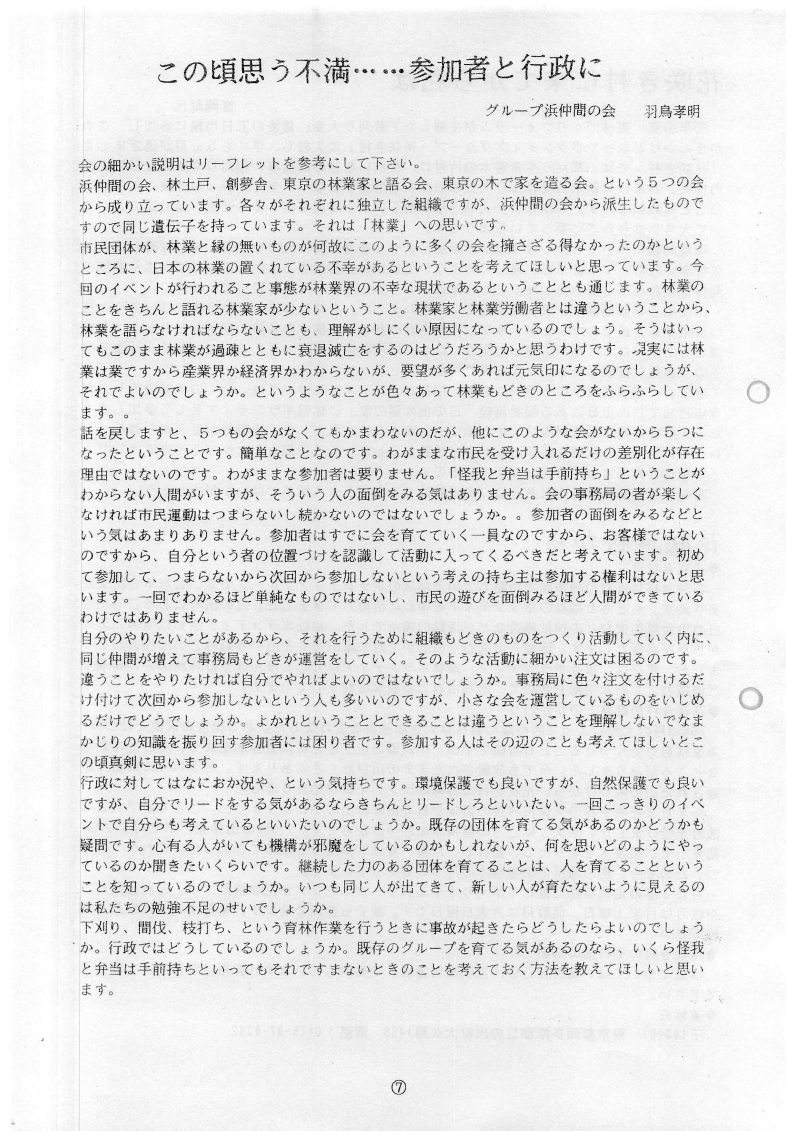 この頃思う不満……参加者と行政に
グループ浜仲間の会　羽鳥孝明
会の細かい説明はリーフレットを参考にして下さい。
浜仲間の会、林土戸、創夢舎、東京の林業家と語る会、東京の木で家を造る会。という５つの会
から成り立っています。各々がそれぞれに独立した組織ですが、浜仲間の会から派生したもので
すので同じ遺伝子を持っています。それは「林業」への思いです。
市民団体が、林業と縁の無いものが何故にこのように多くの会を擁さざる得なかったのかという
ところに、日本の林業の置くれている不幸があるということを考えてほしいと思っています。今
回のイベントが行われること事態が林業界の不幸な現状であるということとも通じます。林業の
ことをきちんと語れる林業家が少ないということ。林業家と林業労働者とは違うということから、
林業を語らなければならないことも、理解がしにくい原因になっているのでしょう。そうはいっ
てもこのまま林業が過疎とともに衰退滅亡をするのはどうだろうかと思うわけです。現実には林
業は業ですから産業界か経済界かわからないが、要望が多くあれば元気印になるのでしょうが、
それでよいのでしょうか。というようなことが色々あって林業もどきのところをふらふらしてい
ます。。
話を戻しますと、５つもの会がなくてもかまわないのだが、他にこのような会がないから５つに
なったということです。簡単なことなのです。わがままな市民を受け入れるだけの差別化が存在
理由ではないのです。わがままな参加者は要りません。「怪我と弁当は手前持ち」ということが
わからない人間がいますが、そういう人の面倒をみる気はありません。会の事務局の者が楽しく
なければ市民運動はつまらないし続かないのではないでしょうか。。参加者の面倒をみるなどと
いう気はあまりありません。参加者はすでに会を育てていく一員なのですから、お客様ではない
のですから、自分という者の位置づけを認識して活動に入ってくるべきだと考えています。初め
て参加して、つまらないから次回から参加しないという考えの持ち主は参加する権利はないと思
います。一回でわかるほど単純なものではないし、市民の遊びを面倒みるほど人間ができている
わけではありません。
自分のやりたいことがあるから、それを行うために組織もどきのものをつくり活動していく内に、
同じ仲間が増えて事務局もどきが運営をしていく。そのような活動に細かい注文は困るのです。
違うことをやりたければ自分でやればよいのではないでしょうか。事務局に色々注文を付けるだ
け付けて次回から参加しないという人も多いいのですが、小さな会を運営しているものをいじめ
るだけでどうでしょうか。よかれということとできることは違うということを理解しないでなま
かじりの知識を振り回す参加者には困り者です。参加する人はその辺のことも考えてほしいとこ
の頃真剣に思います。
行政に対してはなにおか況や、という気持ちです。環境保護でも良いですが、自然保護でも良い
ですが、自分でリードをする気があるならきちんとリードしろといいたい。一回こっきりのイベ
ントで自分らも考えているといいたいのでしょうか。既存の団体を育てる気があるのかどうかも
疑問です。心有る人がいても機構が邪魔をしているのかもしれないが、何を思いどのようにやっ
ているのか聞きたいくらいです。継続した力のある団体を育てることは、人を育てることという
ことを知っているのでしょうか。いつも同じ人が出てきて、新しい人が育たないように見えるの
は私たちの勉強不足のせいでしょうか。
下刈り、間伐、枝打ち、という育林作業を行うときに事故が起きたらどうしたらよいのでしょう
か。行政ではどうしているのでしょうか。既存のグループを育てる気があるのなら、いくら怪我
と弁当は手前持ちといってもそれですまないときのことを考えておく方法を教えてほしいと思い
ます。
⑦